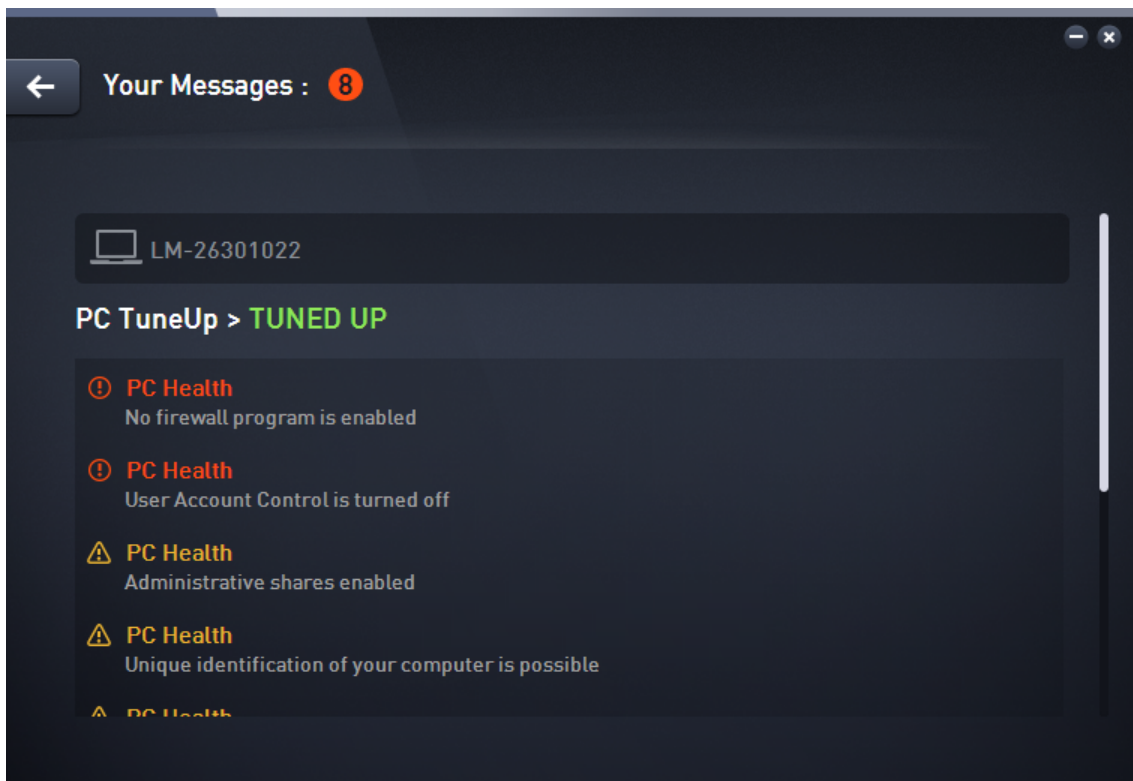 Your Messages : 8
LM-26301022
PC TuneUp > TUNED UP
PC Health
No firewall program is enabled
PC Health
User Account Control is turned off
PC Health
Administrative shares enabled
PC Health
Unique identification of your computer is possible
PC Health